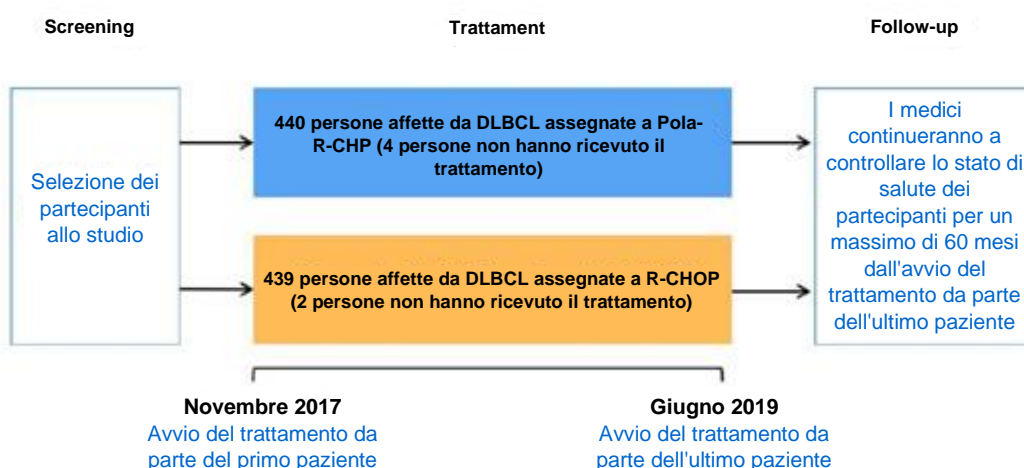 Screening
Trattament
Follow-up
Selezione dei
partecipanti
allo studio
440 persone affette da DLBCL assegnate a Pola-
R-CHP (4 persone non hanno ricevuto il
trattamento)
439 persone affette da DLBCL assegnate a R-CHOP
(2 persone non hanno ricevuto il trattamento)
I medici
continueranno a
controllare lo stato di
salute dei
partecipanti per un
massimo di 60 mesi
dall'avvio del
trattamento da parte
dell'ultimo paziente
Novembre 2017
Avvio del trattamento da
parte del primo paziente
Giugno 2019
Avvio del trattamento da
parte dell'ultimo paziente